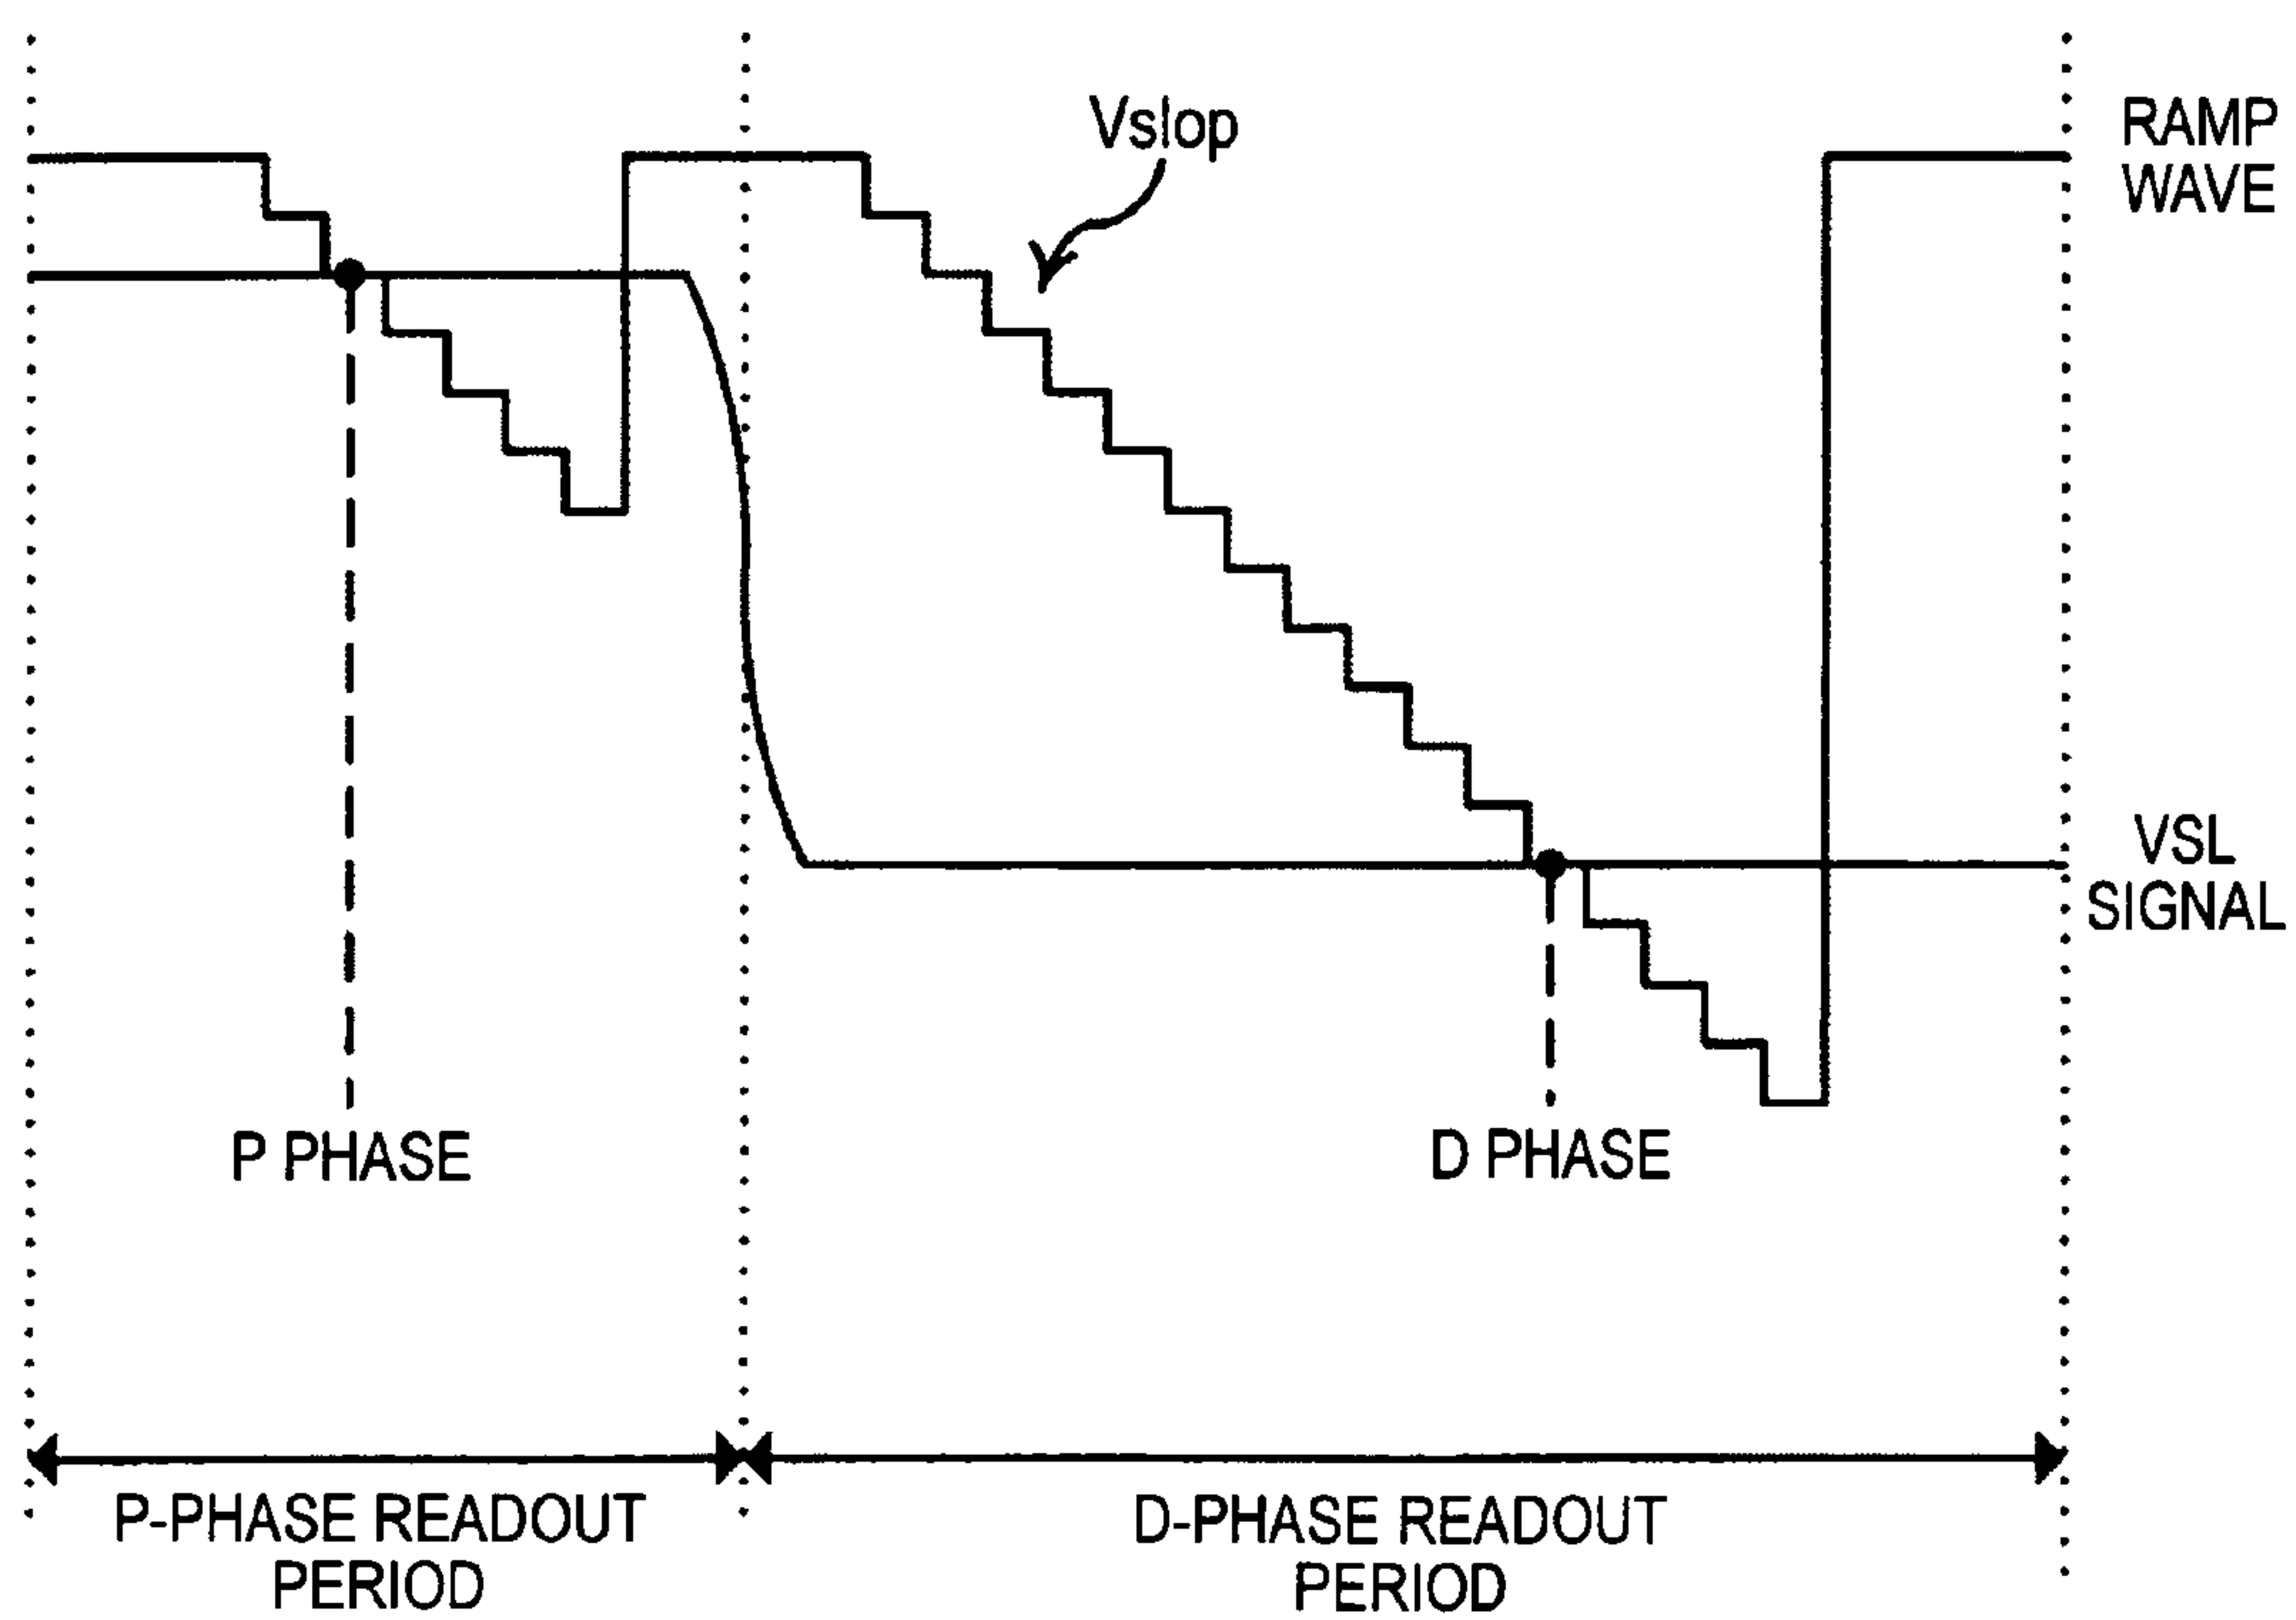 Vslop
RAMP
WAVE
VSL
SIGNAL
P PHASE
D PHASE
P-PHASE READOUT
PERIOD
D-PHASE READOUT
PERIOD